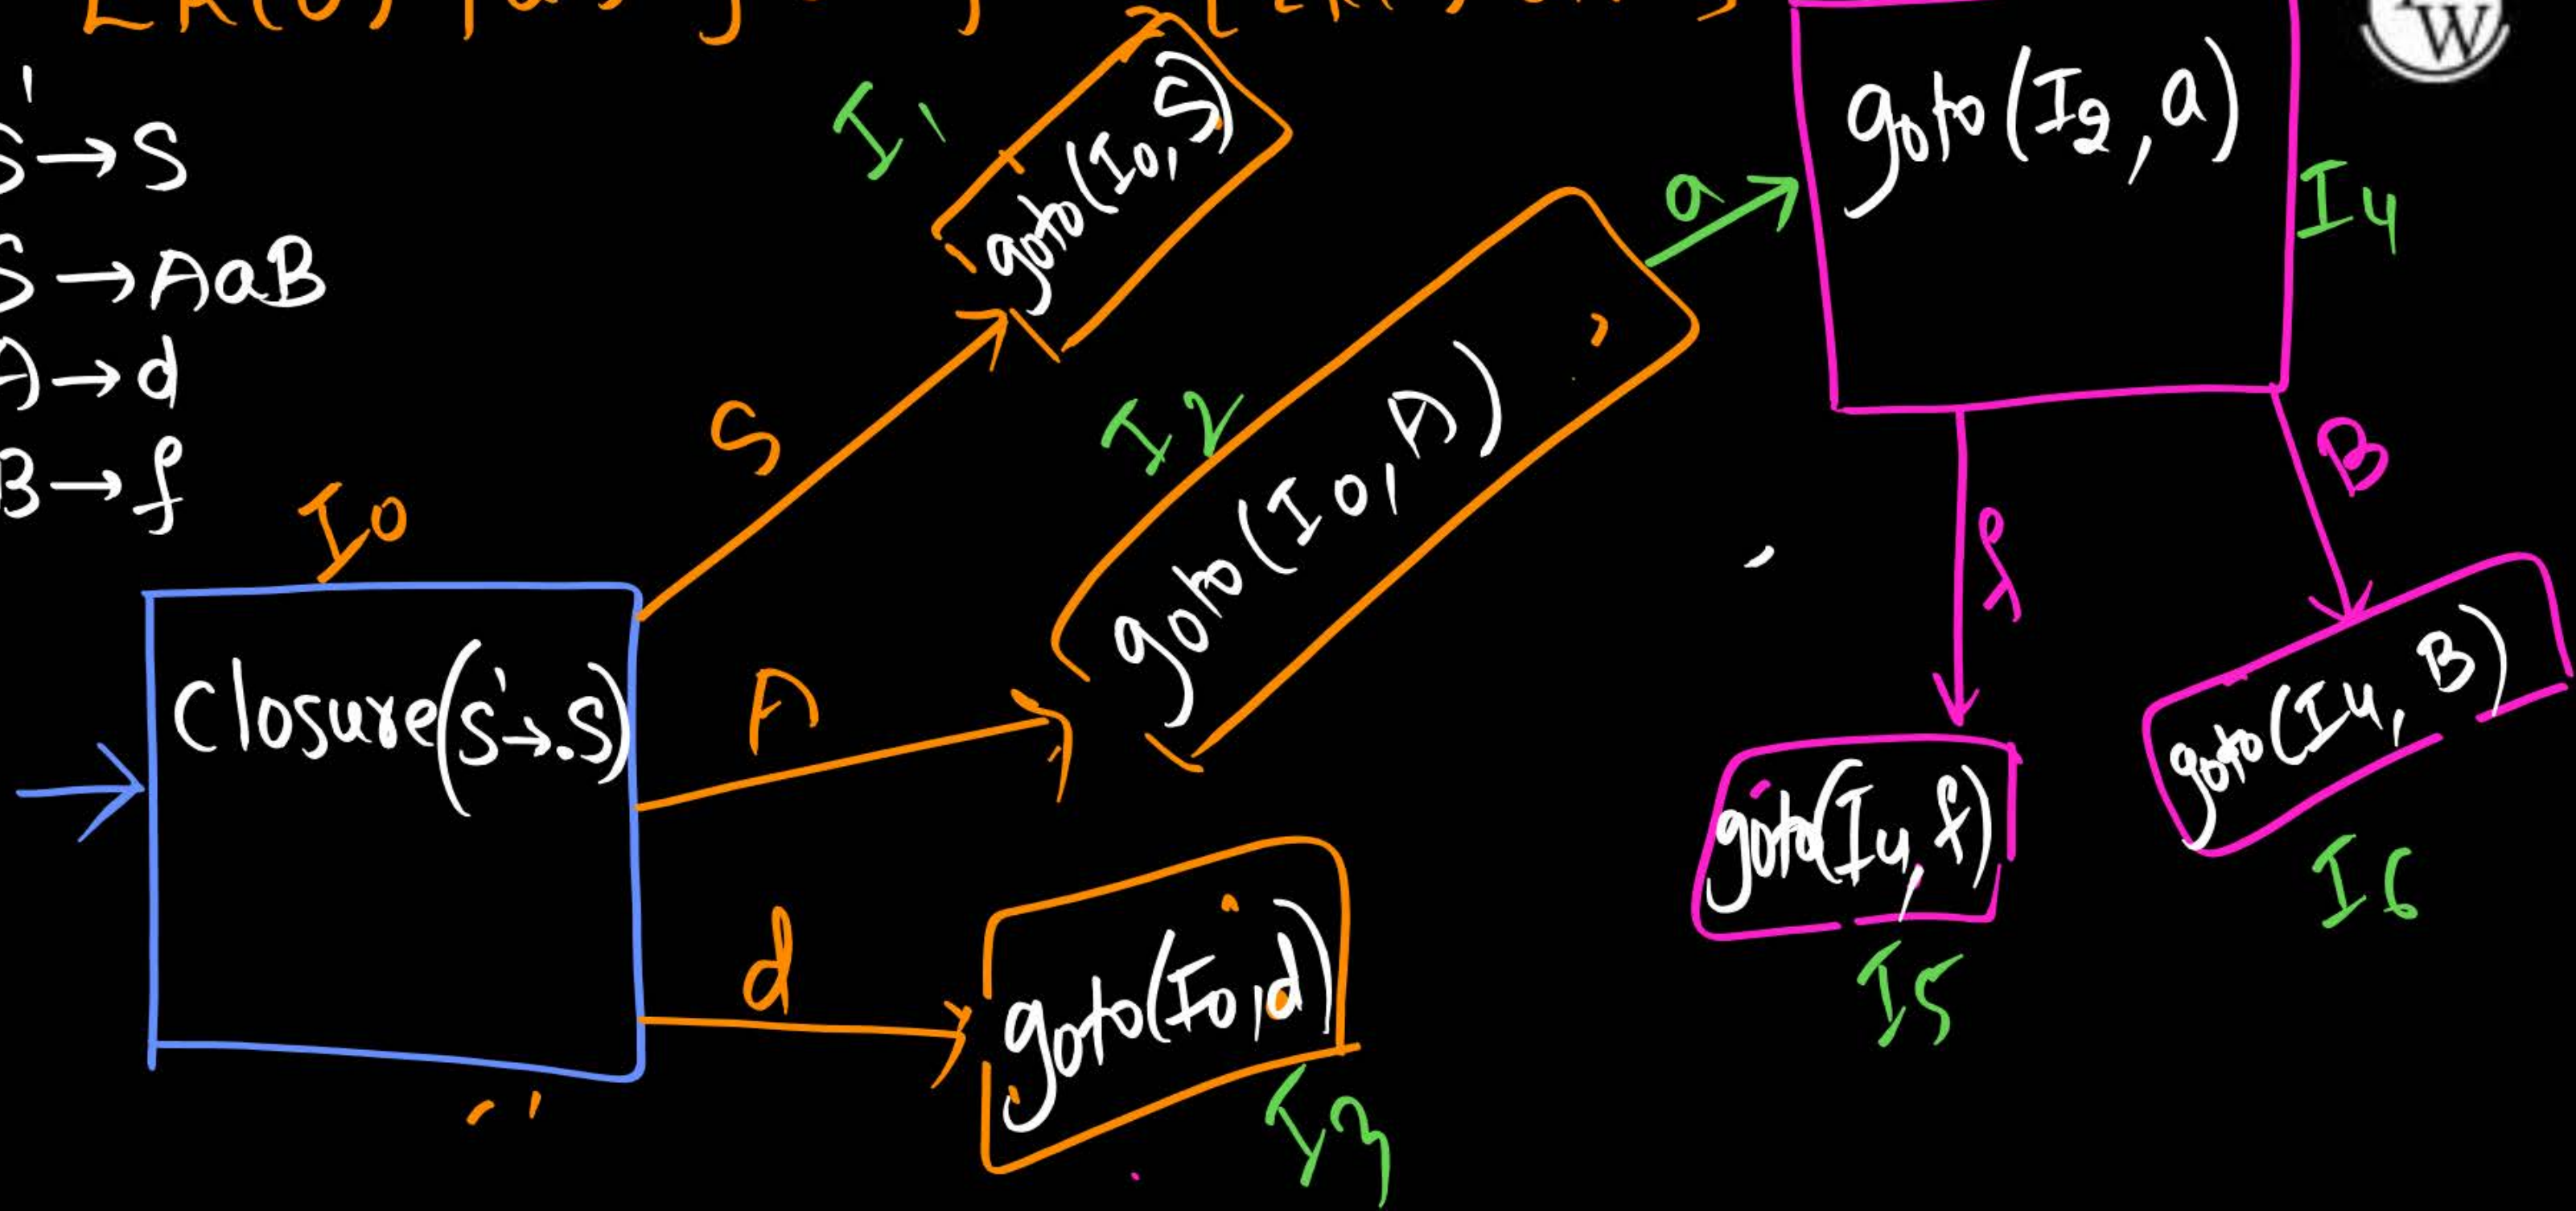 S'→S
S→AaB
A→d
B→f
I0
Closure(S'→.S)
S
A
d
I1
goto(I0,S)
I2
goto(I0,A)
goto(I0,d)
I3
a
goto(I2,a)
I4
f
B
goto(I4,f)
I5
goto(I4,B)
I6
W